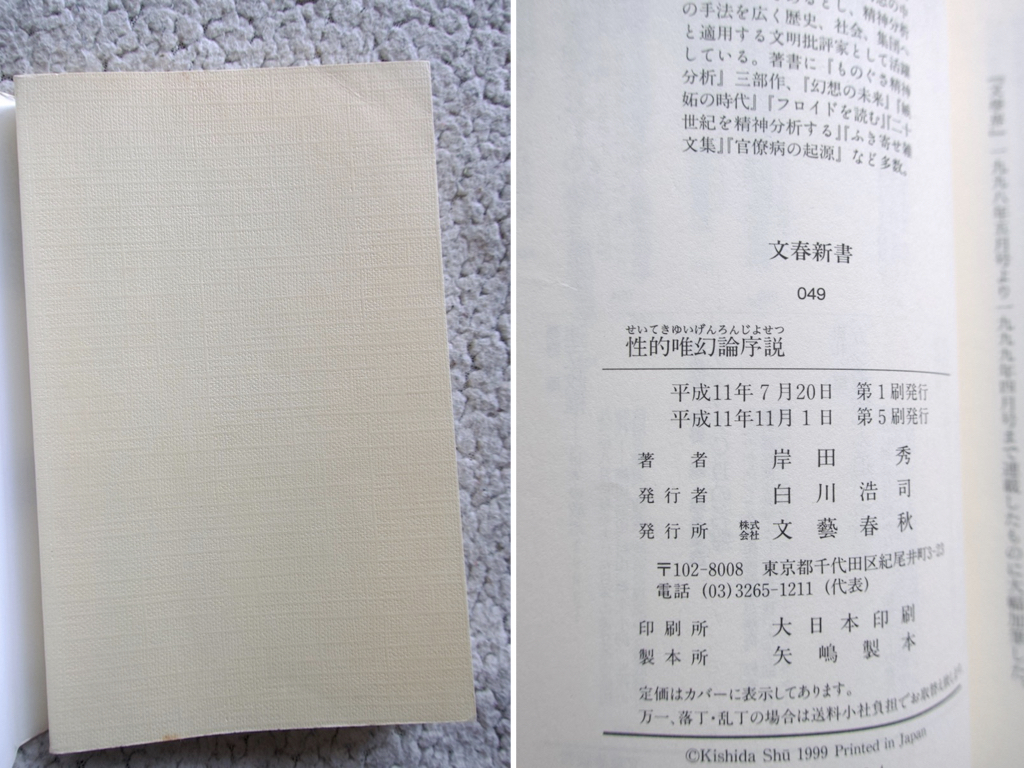 の手法を広く歴史、社会、集団へ
と適用する文明批評家として活躍
している。著書に『ものぐさ精神
分析』三部作、『幻想の未来』『嫉
妬の時代』『フロイドを読む』『二十
世紀を精神分析する』『ふき寄せ雑
文集』『官僚病の起源』など多数。
文春新書
049
せいてきゆいげんろんじよせつ
性的唯幻論序説
平成11年7月20日 第1刷発行
平成11年11月1日 第5刷発行
著者 岸田秀
発行者 白川浩司
発行所 株式会社 文藝春秋
〒102-8008 東京都千代田区紀尾井町3-23
電話 (03)3265-1211 (代表)
印刷所 大日本印刷
製本所 矢嶋製本
定価はカバーに表示してあります。
万一、落丁・乱丁の場合は送料小社負担でお取替え致します。
©Kishida Shū 1999 Printed in Japan
『文學界』一九九八年五月号より一九九九年四月号まで連載したものに大幅加筆した